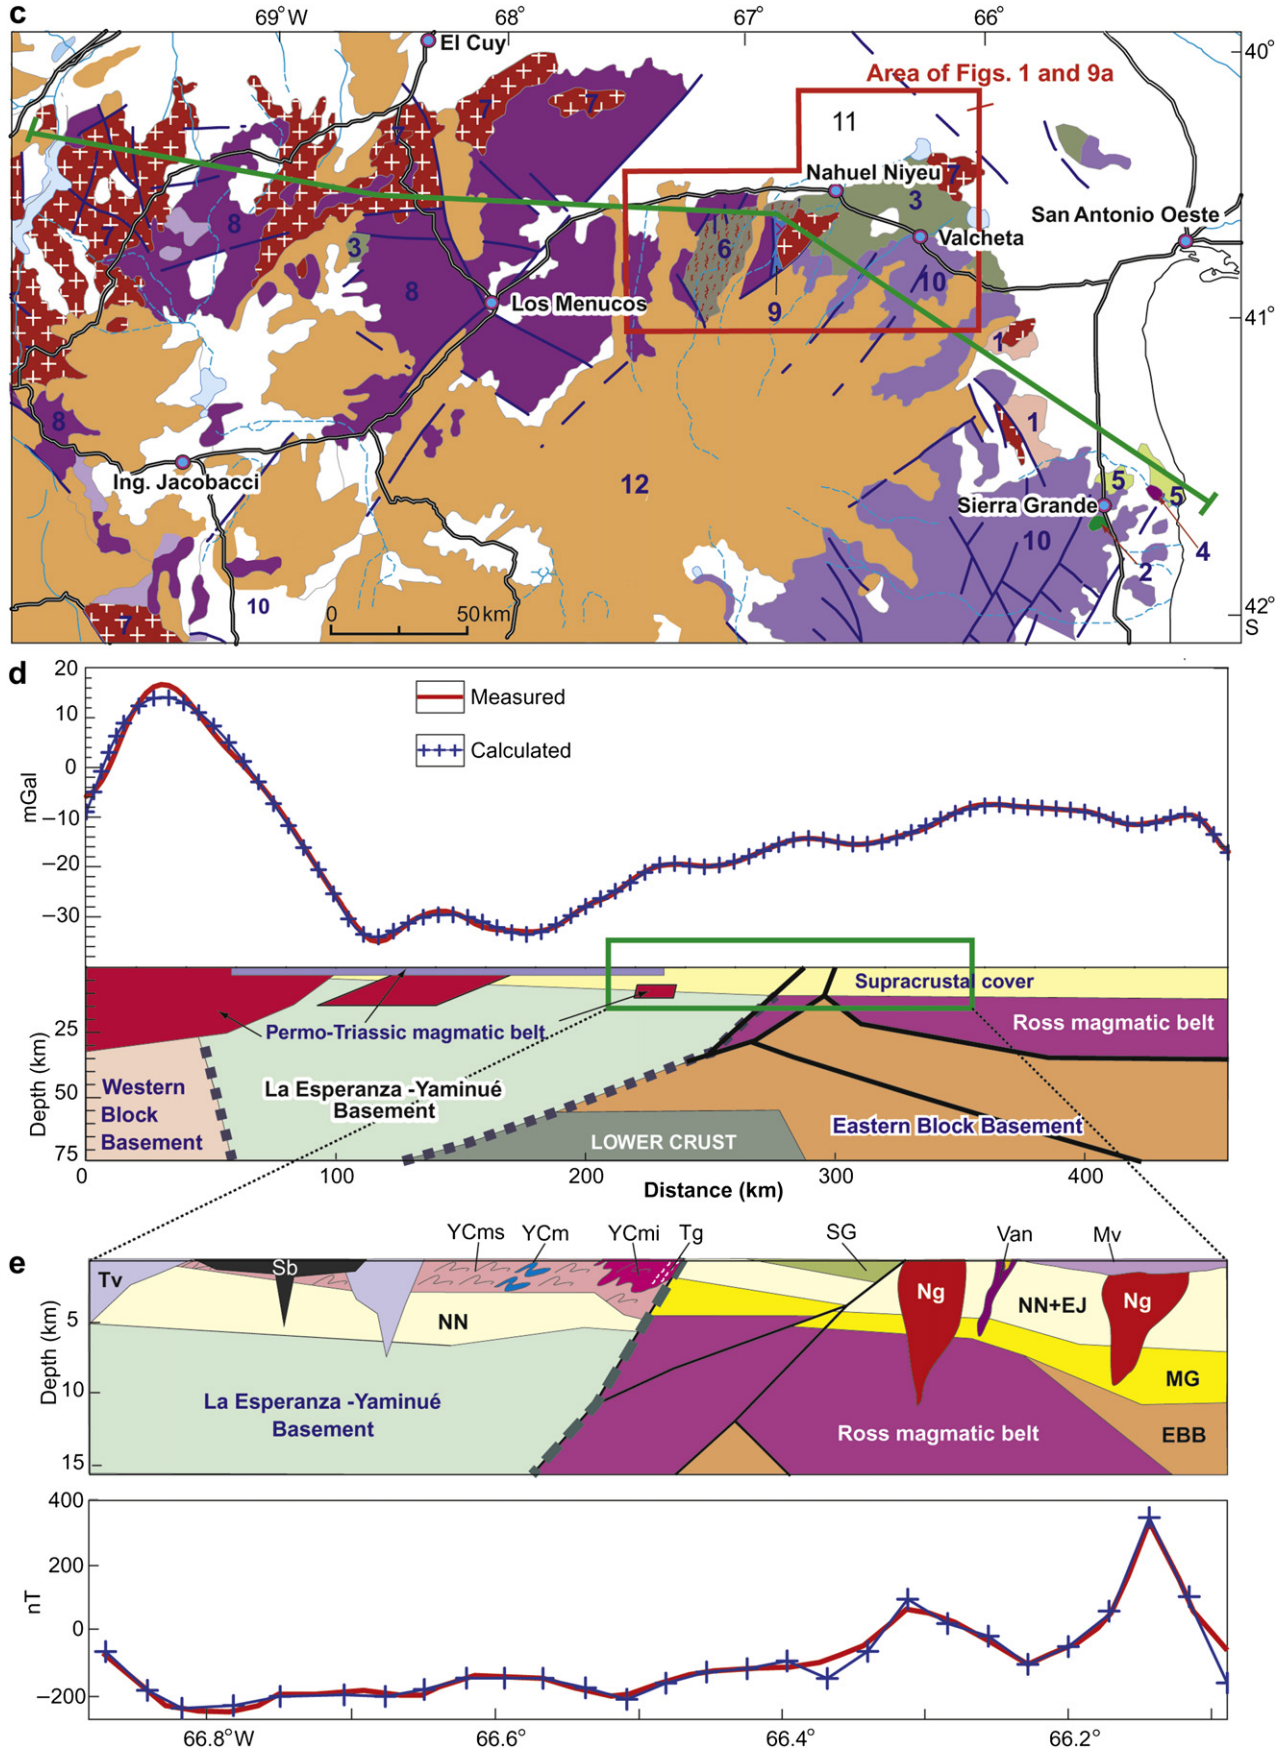 c
69° W
68°
67°
66°
El Cuy
40°
Area of Figs. 1 and 9a
11
7
7
7
Nahuel Niyeu
7
3
San Antonio Oeste
8
7
3
6
Valcheta
8
10
Los Menucos
9
41°
1
8
1
Ing. Jacobacci
12
5
5
Sierra Grande
10
4
2
10
7
0
50 km
42°
S
d
20
10
0
−10
−20
−30
mGal
Measured
Calculated
Supracrustal cover
25
Permo-Triassic magmatic belt
Ross magmatic belt
Depth (km)
50
Western
Block
Basement
La Esperanza -Yaminué
Basement
Eastern Block Basement
LOWER CRUST
75
0
100
200
300
400
Distance (km)
YCms
YCm
YCmi
Tg
SG
Van
Mv
e
Tv
Sb
Ng
NN+EJ
Ng
5
NN
Depth (km)
MG
10
La Esperanza -Yaminué
Basement
Ross magmatic belt
EBB
15
400
200
nT
0
−200
66.8°W
66.6°
66.4°
66.2°